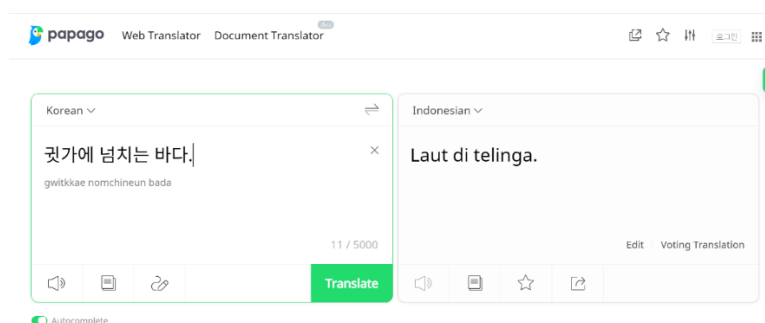 papago Web Translator Document Translator 로그인
Korean Indonesian
귓가에 넘치는 바다. Laut di telinga.
gwitkkae nomchineun bada
11 / 5000 Edit Voting Translation
Translate
Autocomplete